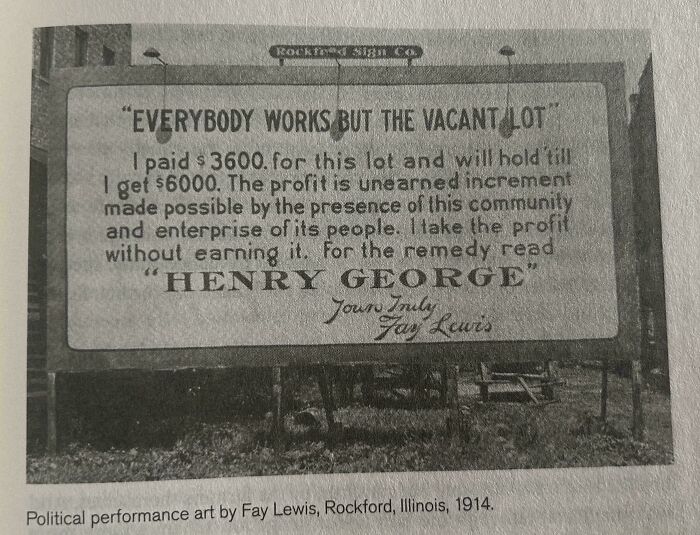 Rockford Sign Co.
"EVERYBODY WORKS BUT THE VACANT LOT"
I paid $3600. for this lot and will hold 'till
I get $6000. The profit is unearned increment
made possible by the presence of this community
and enterprise of its people. I take the profit
without earning it. For the remedy read
"HENRY GEORGE"
Yours Truly
Fay Lewis
Political performance art by Fay Lewis, Rockford, Illinois, 1914.